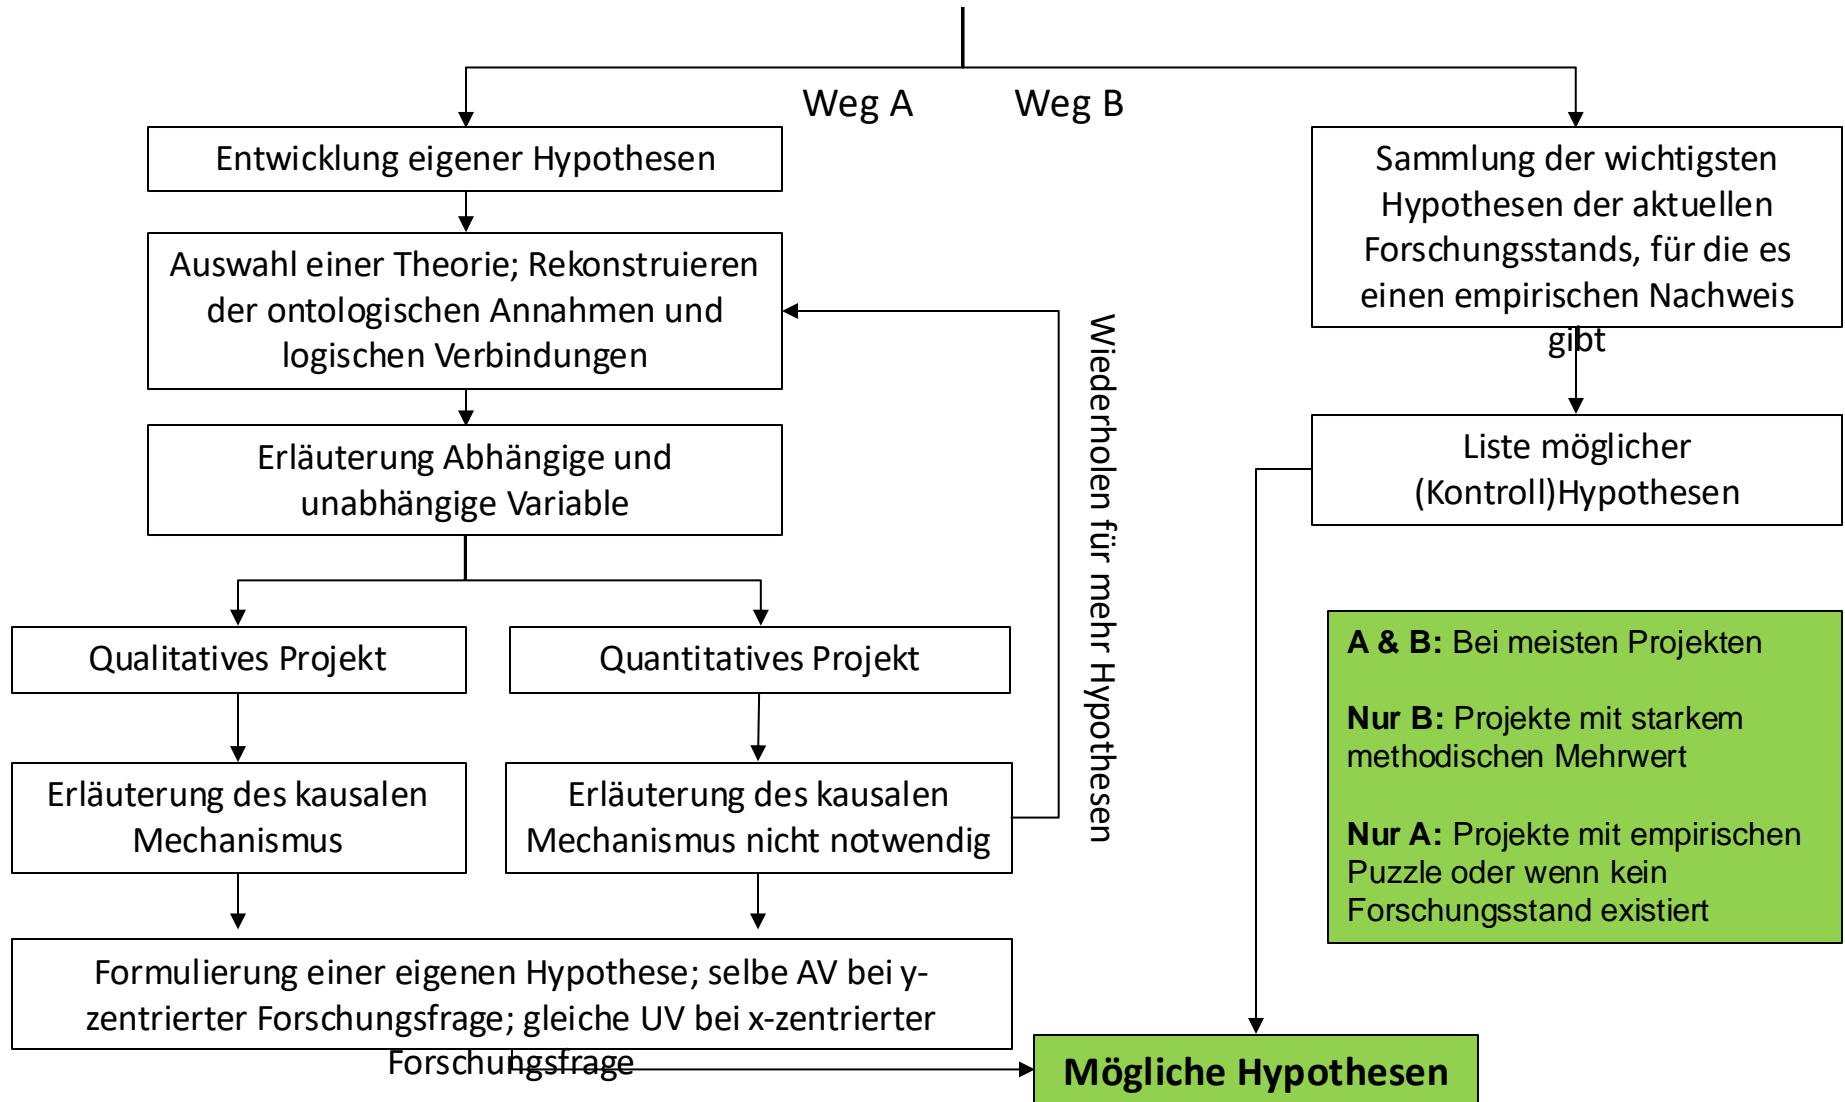 Weg A
Weg B
Entwicklung eigener Hypothesen
Auswahl einer Theorie; Rekonstruieren
der ontologischen Annahmen und
logischen Verbindungen
Erläuterung Abhängige und
unabhängige Variable
Qualitatives Projekt
Quantitatives Projekt
Erläuterung des kausalen
Mechanismus
Erläuterung des kausalen
Mechanismus nicht notwendig
Wiederholen für mehr Hypothesen
Formulierung einer eigenen Hypothese; selbe AV bei y-
zentrierter Forschungsfrage; gleiche UV bei x-zentrierter
Forschungsfrage
Sammlung der wichtigsten
Hypothesen der aktuellen
Forschungsstands, für die es
einen empirischen Nachweis
gibt
Liste möglicher
(Kontroll)Hypothesen
A & B: Bei meisten Projekten
Nur B: Projekte mit starkem
methodischen Mehrwert
Nur A: Projekte mit empirischen
Puzzle oder wenn kein
Forschungsstand existiert
Mögliche Hypothesen